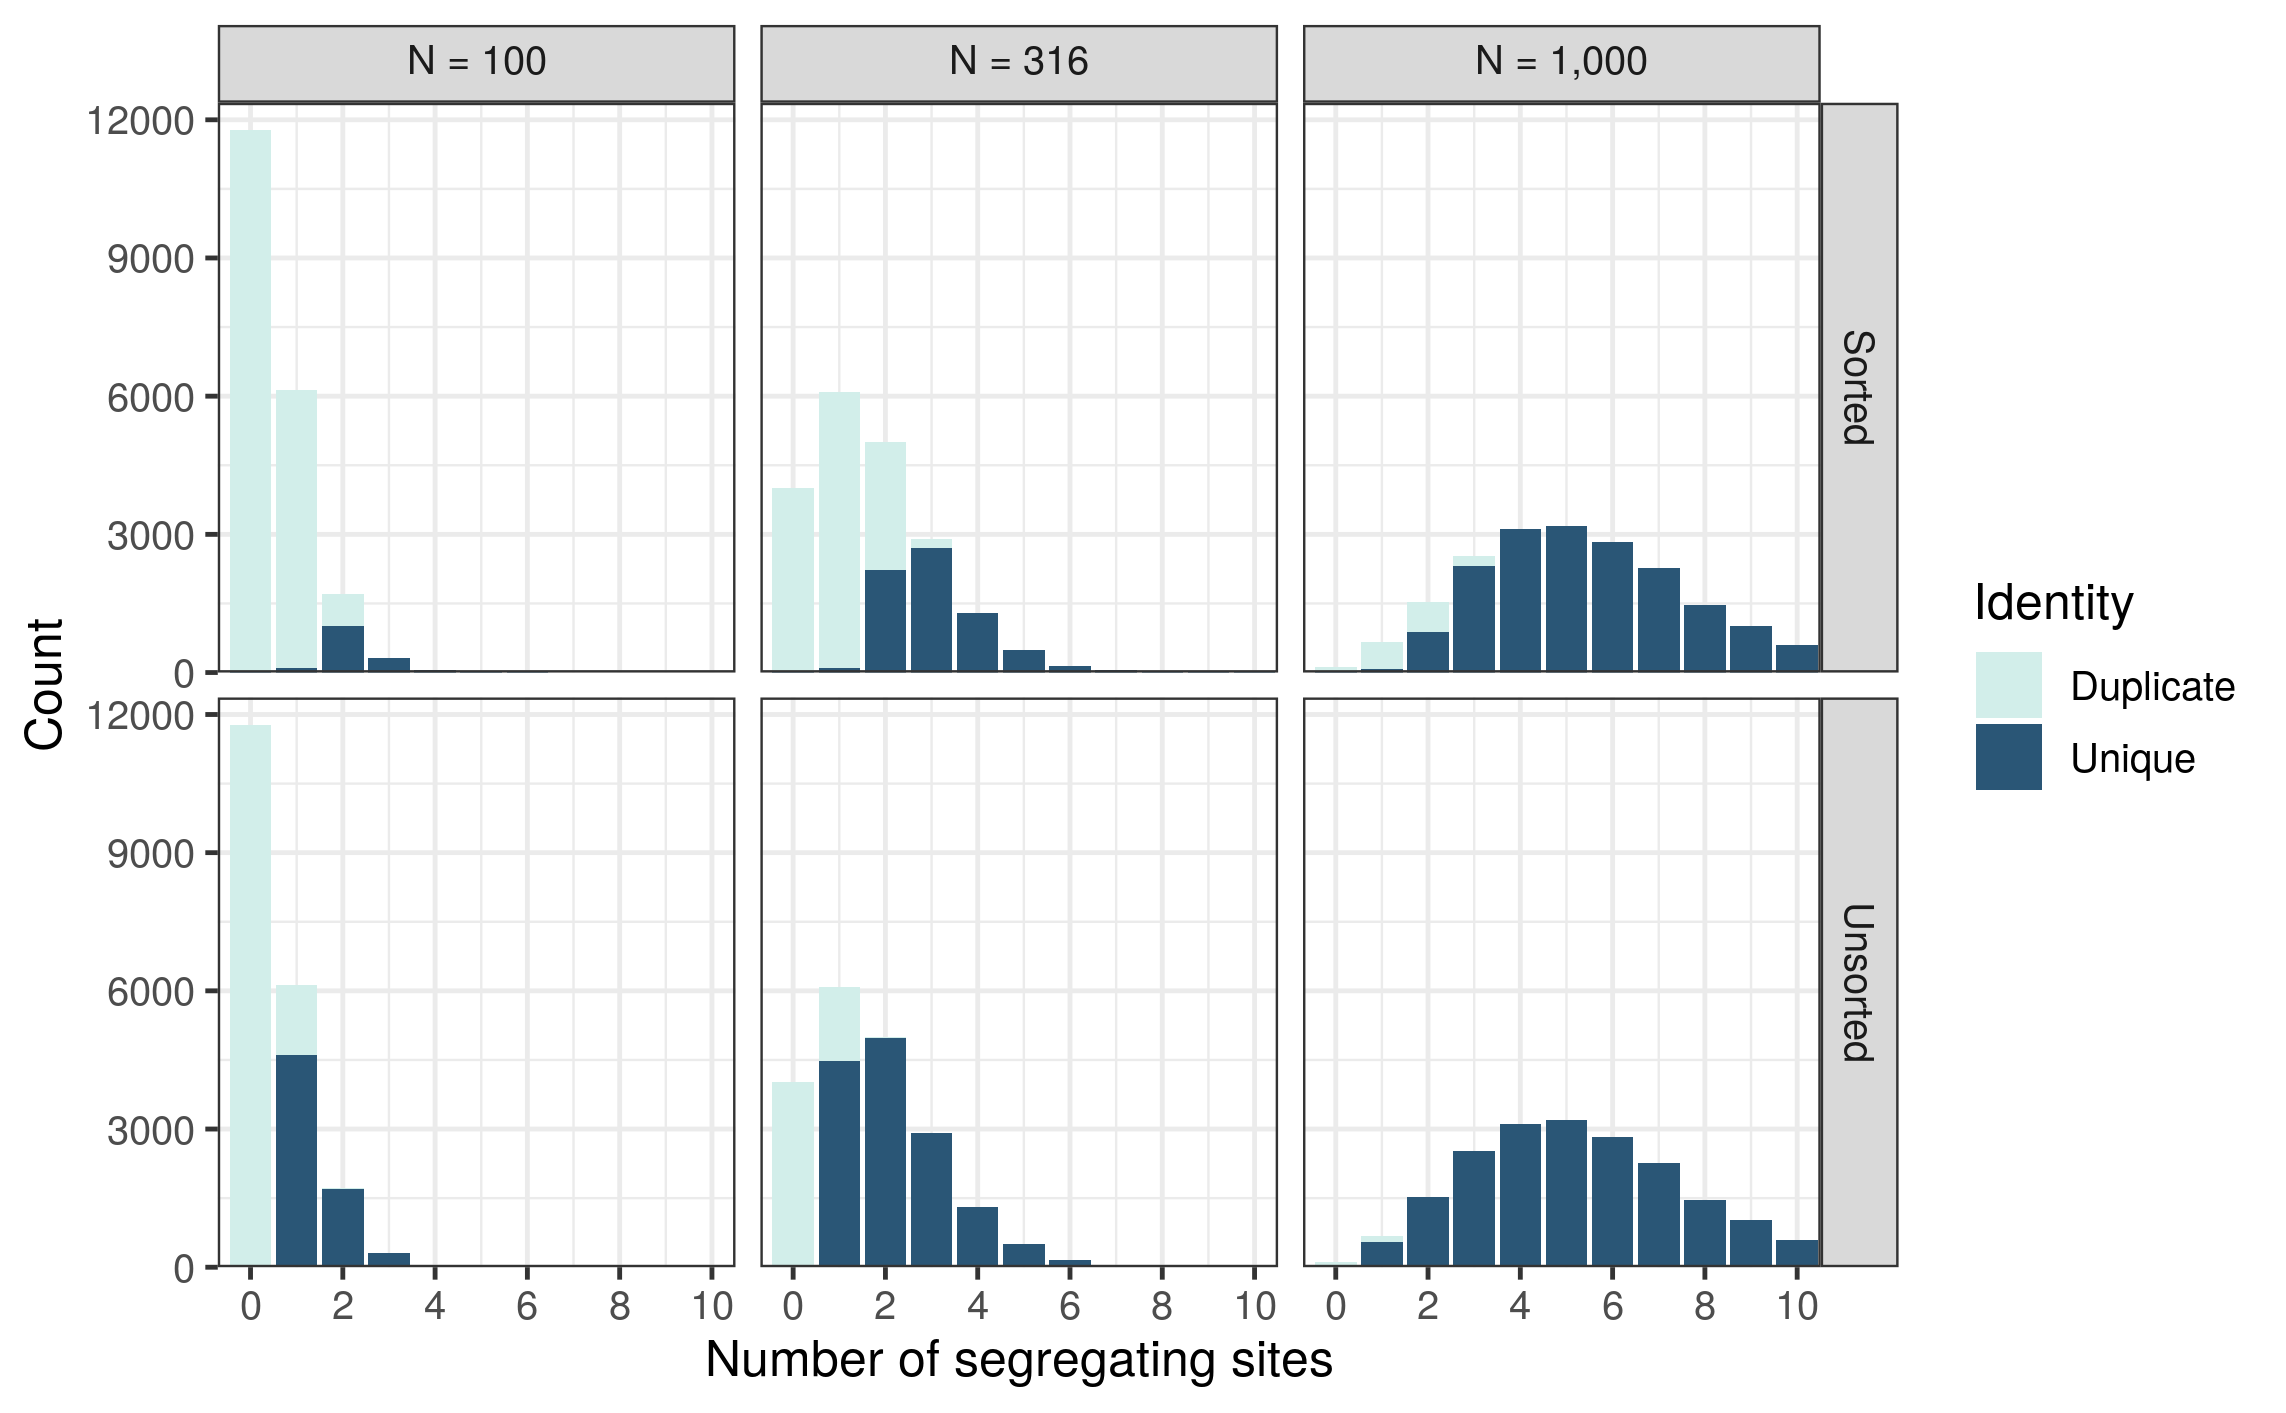 N = 100
N = 316
N = 1,000
12000
9000
6000
3000
0
Sorted
12000
9000
6000
3000
0
Unsorted
Count
0 2 4 6 8 10
0 2 4 6 8 10
0 2 4 6 8 10
Number of segregating sites
Identity
Duplicate
Unique